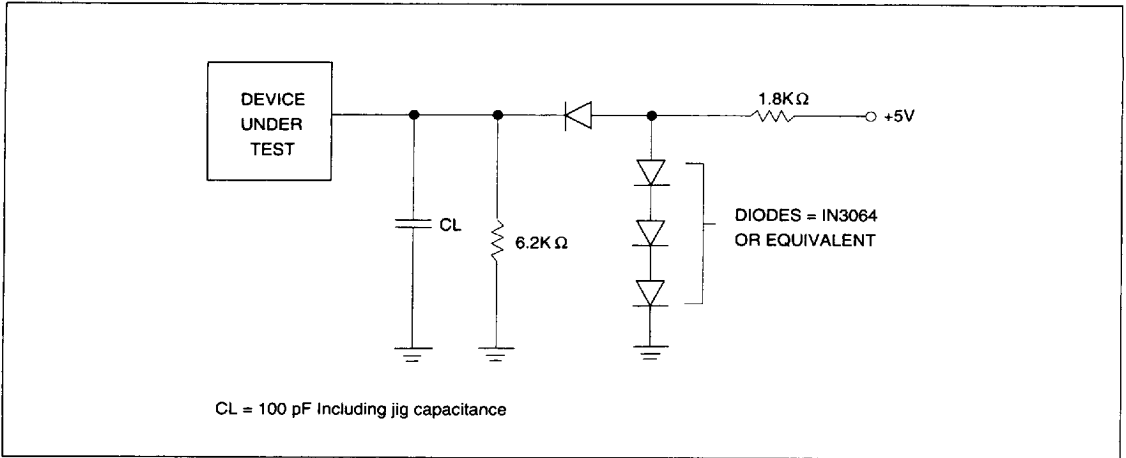 DEVICE
UNDER
TEST
1.8KΩ
+5V
CL
6.2KΩ
DIODES = IN3064
OR EQUIVALENT
CL = 100 pF Including jig capacitance